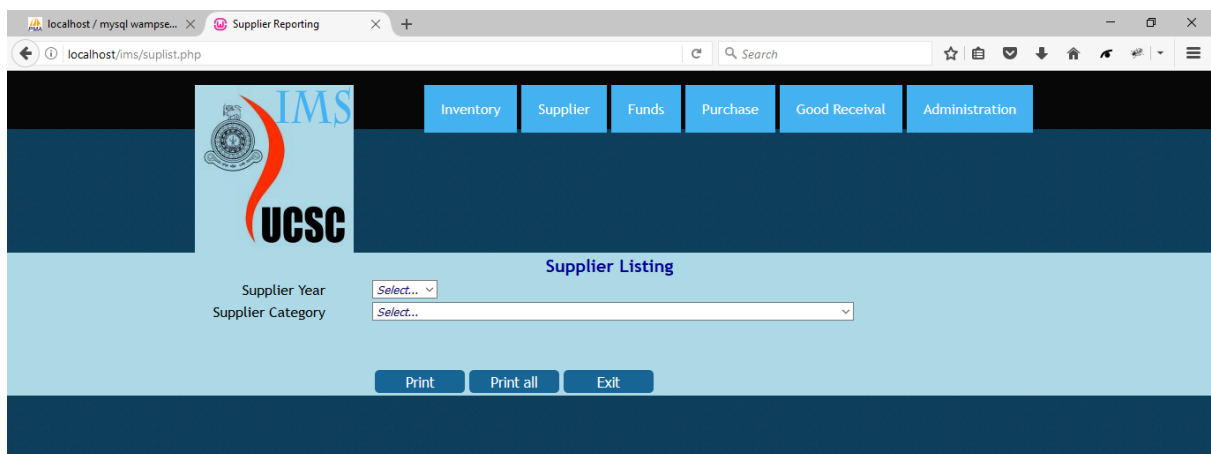 localhost / mysql wampse...
Supplier Reporting
localhost/ims/suplist.php
Search
IMS
Inventory
Supplier
Funds
Purchase
Good Receival
Administration
UCSC
Supplier Listing
Supplier Year
Select...
Supplier Category
Select...
Print
Print all
Exit